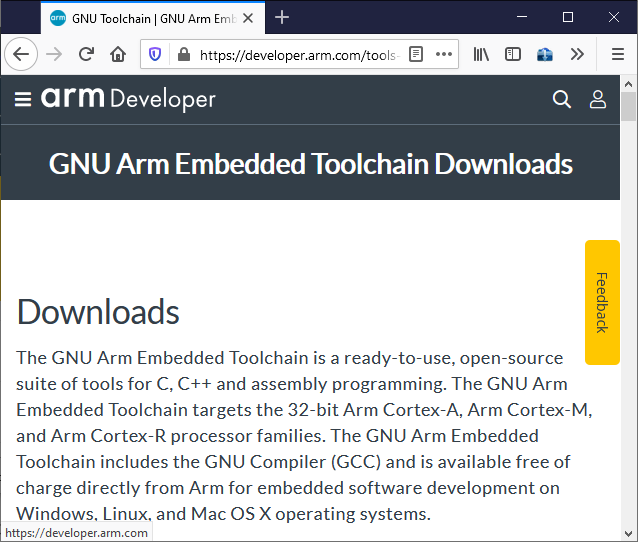 GNU Toolchain | GNU Arm Emb
https://developer.arm.com/tools-
arm Developer
GNU Arm Embedded Toolchain Downloads
Feedback
Downloads
The GNU Arm Embedded Toolchain is a ready-to-use, open-source
suite of tools for C, C++ and assembly programming. The GNU Arm
Embedded Toolchain targets the 32-bit Arm Cortex-A, Arm Cortex-M,
and Arm Cortex-R processor families. The GNU Arm Embedded
Toolchain includes the GNU Compiler (GCC) and is available free of
charge directly from Arm for embedded software development on
Windows, Linux, and Mac OS X operating systems.
https://developer.arm.com